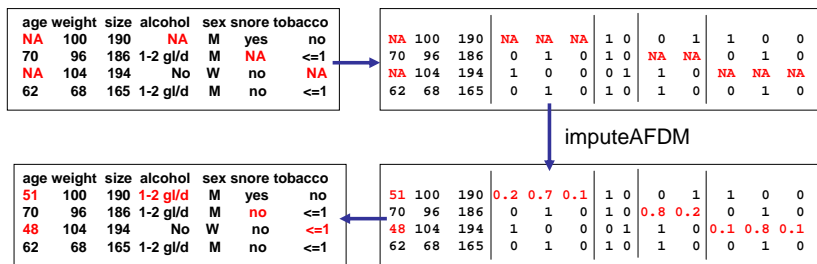 age weight size alcohol sex snore tobacco
NA 100 190 NA M yes no
70 96 186 1-2 gl/d M NA <=1
NA 104 194 No W no NA
62 68 165 1-2 gl/d M no <=1
NA 100 190 NA NA NA 1 0 0 1 1 0 0
70 96 186 0 1 0 1 0 NA NA 0 1 0
NA 104 194 1 0 0 0 1 1 0 NA NA NA
62 68 165 0 1 0 1 0 1 0 0 1 0
imputeAFDM
age weight size alcohol sex snore tobacco
51 100 190 1-2 gl/d M yes no
70 96 186 1-2 gl/d M no <=1
48 104 194 No W no <=1
62 68 165 1-2 gl/d M no <=1
51 100 190 0.2 0.7 0.1 1 0 0 1 1 0 0
70 96 186 0 1 0 1 0 0.8 0.2 0 1 0
48 104 194 1 0 0 0 1 1 0 0.1 0.8 0.1
62 68 165 0 1 0 1 0 1 0 0 1 0